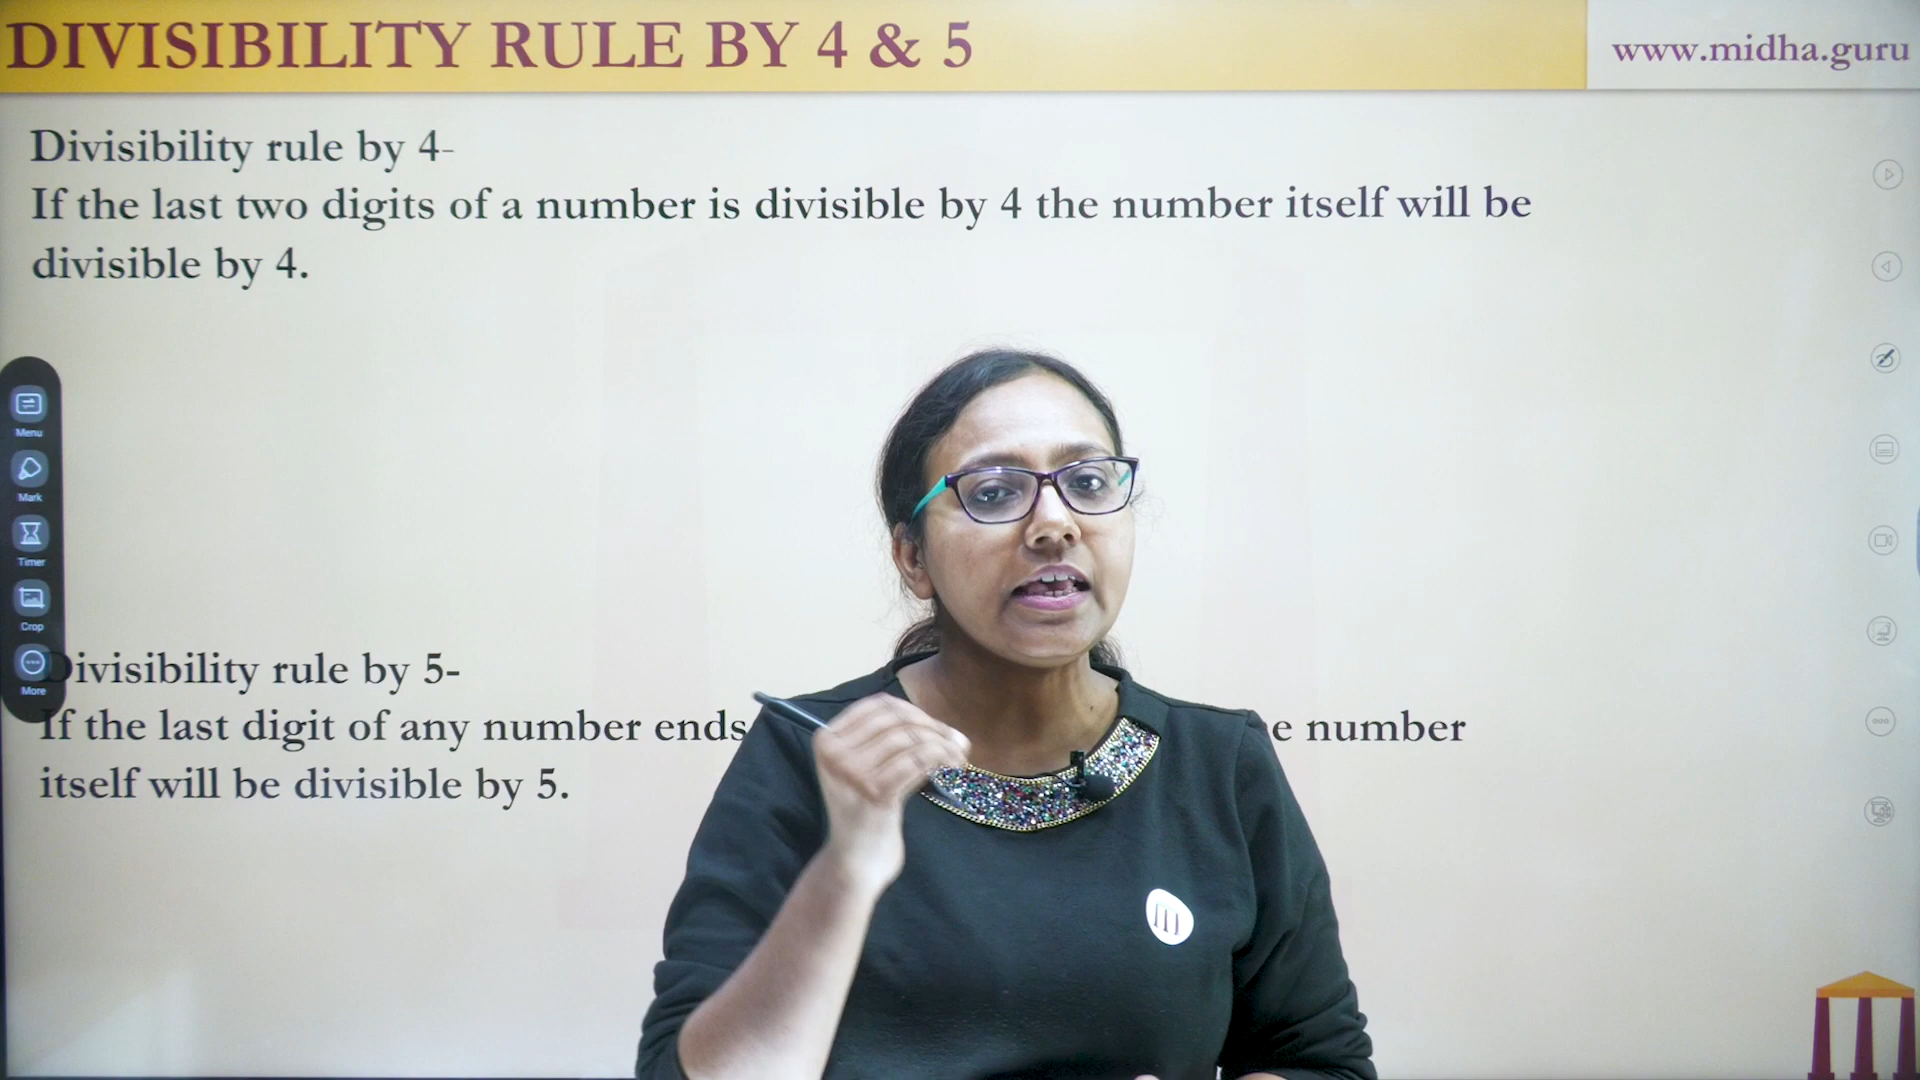 DIVISIBILITY RULE BY 4 & 5
www.midha.guru
Divisibility rule by 4-
If the last two digits of a number is divisible by 4 the number itself will be
divisible by 4.
Menu
Mark
Timer
Crop
More
Divisibility rule by 5-
If the last digit of any number ends e number
itself will be divisible by 5.